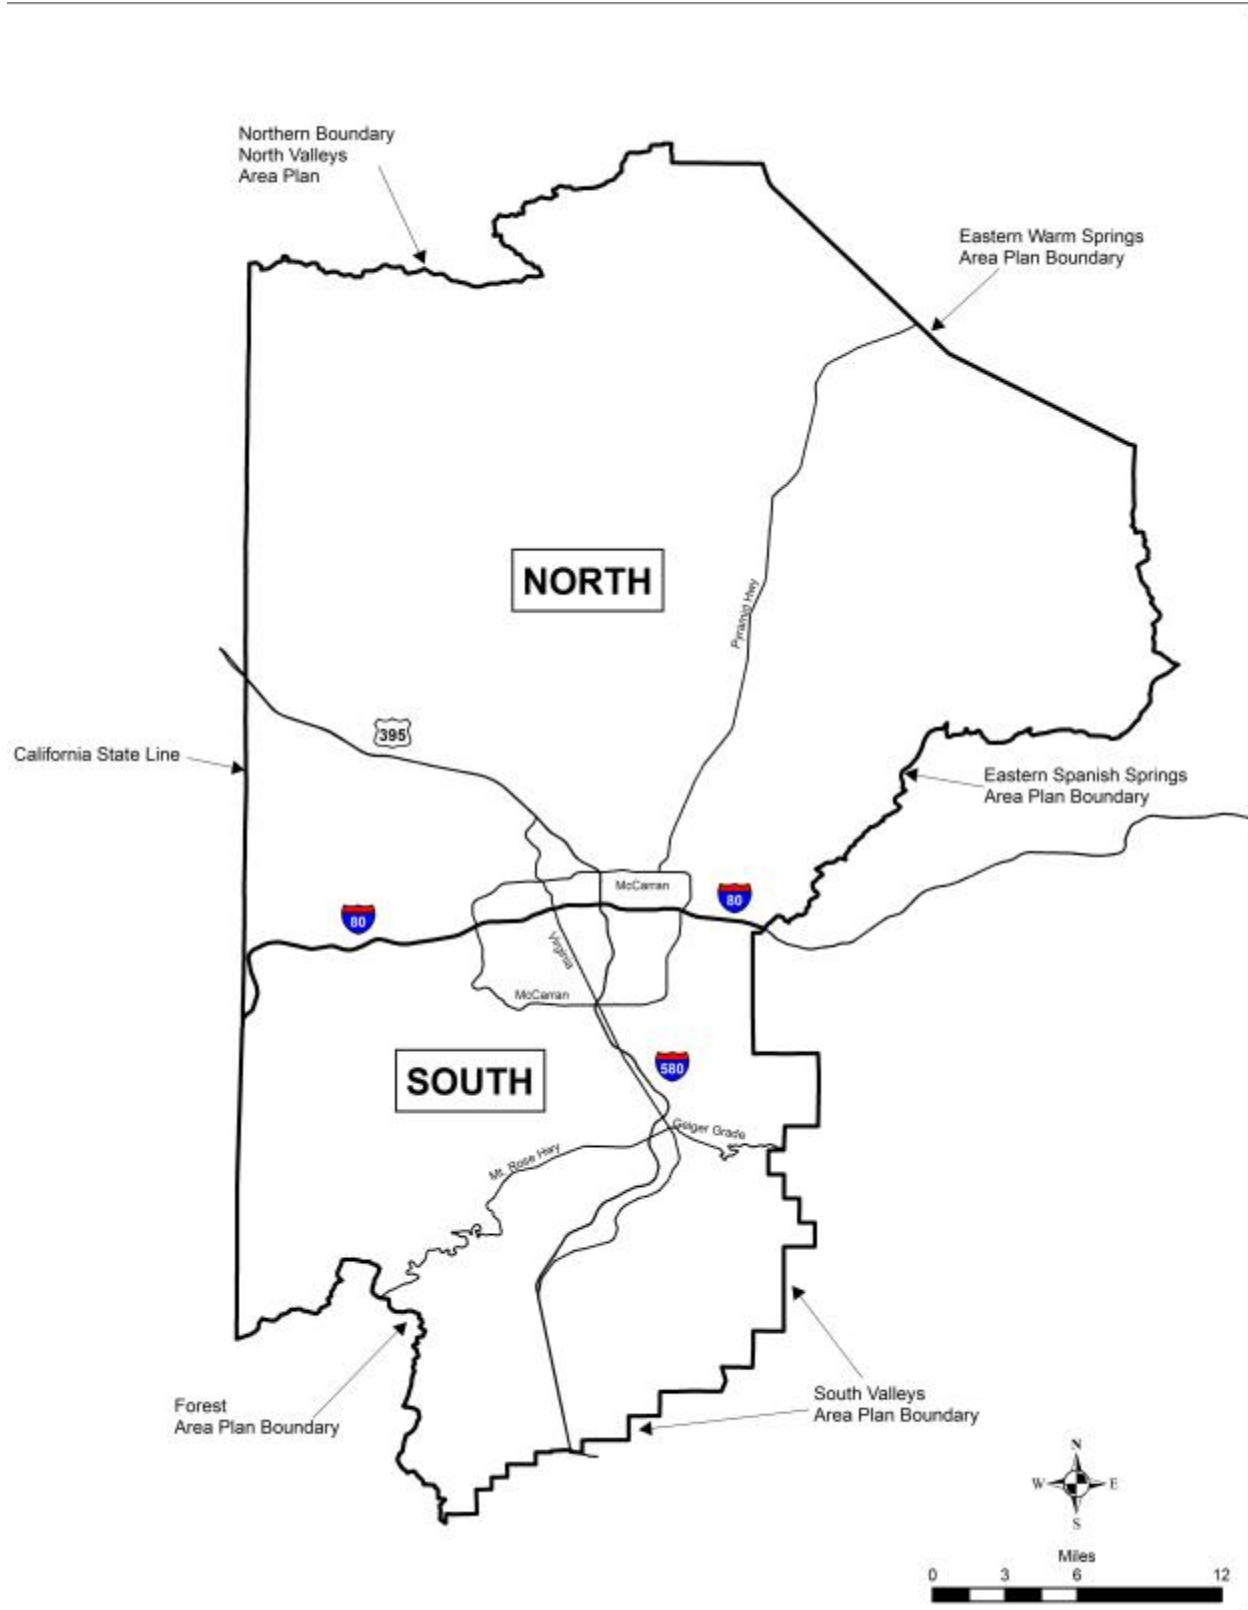 Northern Boundary
North Valleys
Area Plan
Eastern Warm Springs
Area Plan Boundary
NORTH
Pyramid Hwy
395
California State Line
Eastern Spanish Springs
Area Plan Boundary
McCarran
80
80
Virginia
McCarran
580
SOUTH
Geiger Grade
Mt. Rose Hwy
Forest
Area Plan Boundary
South Valleys
Area Plan Boundary
N
W E
S
Miles
0 3 6 12